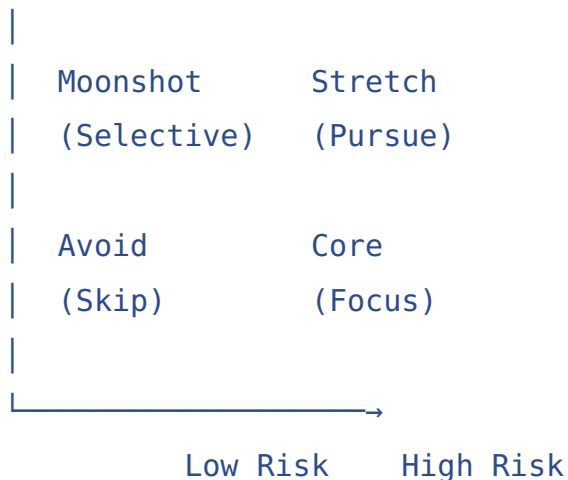 Moonshot Stretch
(Selective) (Pursue)
Avoid Core
(Skip) (Focus)
Low Risk High Risk